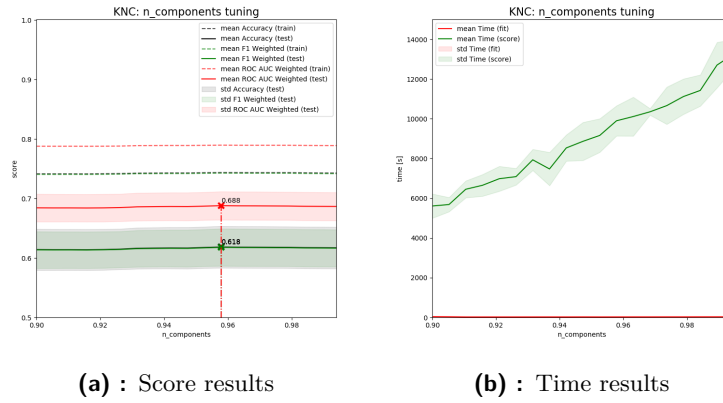 KNC: n_components tuning
1.0
0.9
0.8
0.7
0.6
0.5
score
mean Accuracy (train)
mean Accuracy (test)
mean F1 Weighted (train)
mean F1 Weighted (test)
mean ROC AUC Weighted (train)
mean ROC AUC Weighted (test)
std Accuracy (test)
std F1 Weighted (test)
std ROC AUC Weighted (test)
0.688
0.618
0.90 0.92 0.94 0.96 0.98
n_components
(a) : Score results
KNC: n_components tuning
14000
12000
10000
8000
6000
4000
2000
0
time [s]
mean Time (fit)
mean Time (score)
std Time (fit)
std Time (score)
0.90 0.92 0.94 0.96 0.98
n_components
(b) : Time results